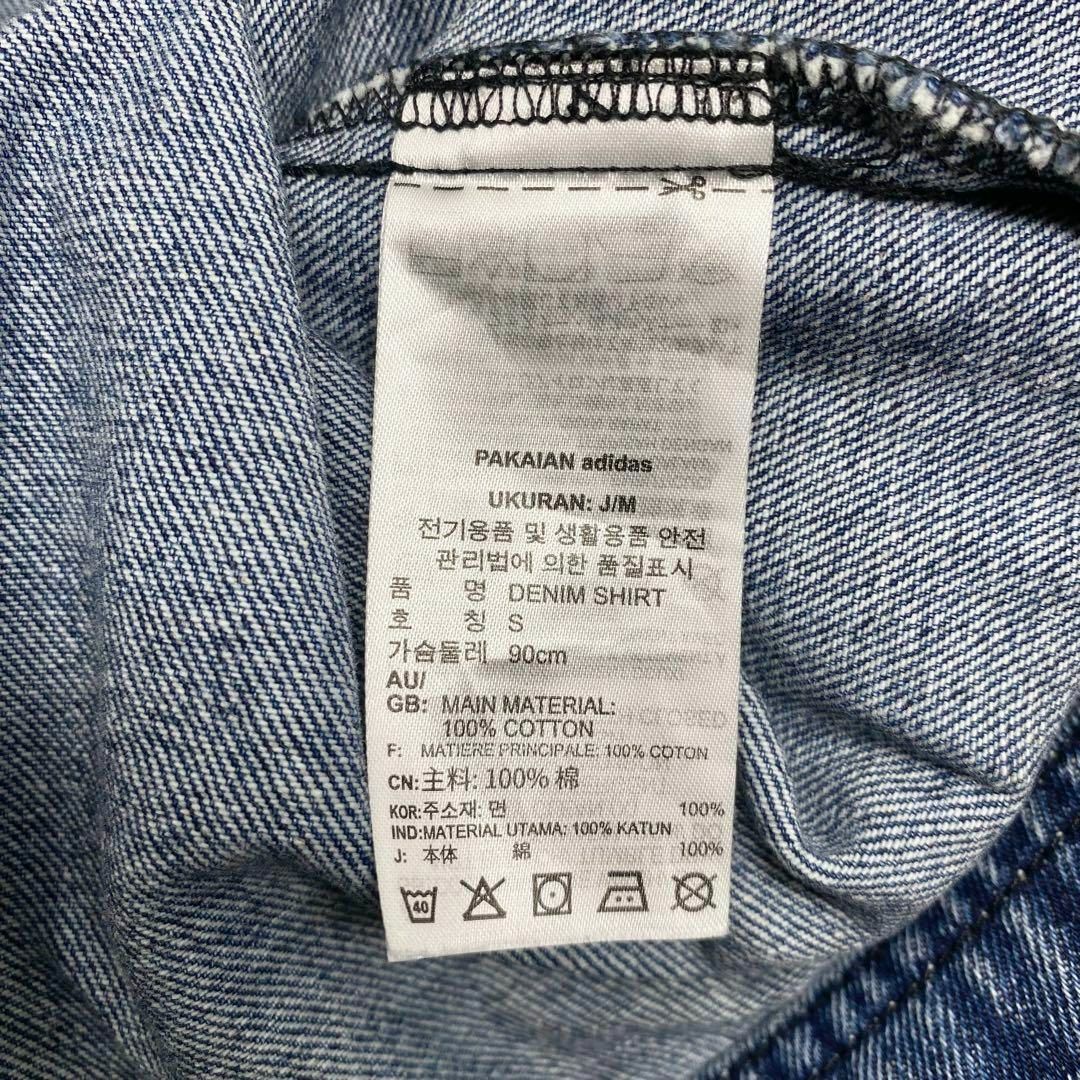 PAKAIAN adidas
UKURAN: J/M
전기용품 및 생활용품 안전
관리법에 의한 품질표시
품 명 DENIM SHIRT
호 칭 S
가슴둘레 90cm
AU/
GB: MAIN MATERIAL:
100% COTTON
F: MATIERE PRINCIPALE: 100% COTON
CN: 主料: 100% 棉
KOR: 주소재: 면 100%
IND: MATERIAL UTAMA: 100% KATUN
J: 本体 綿 100%
40